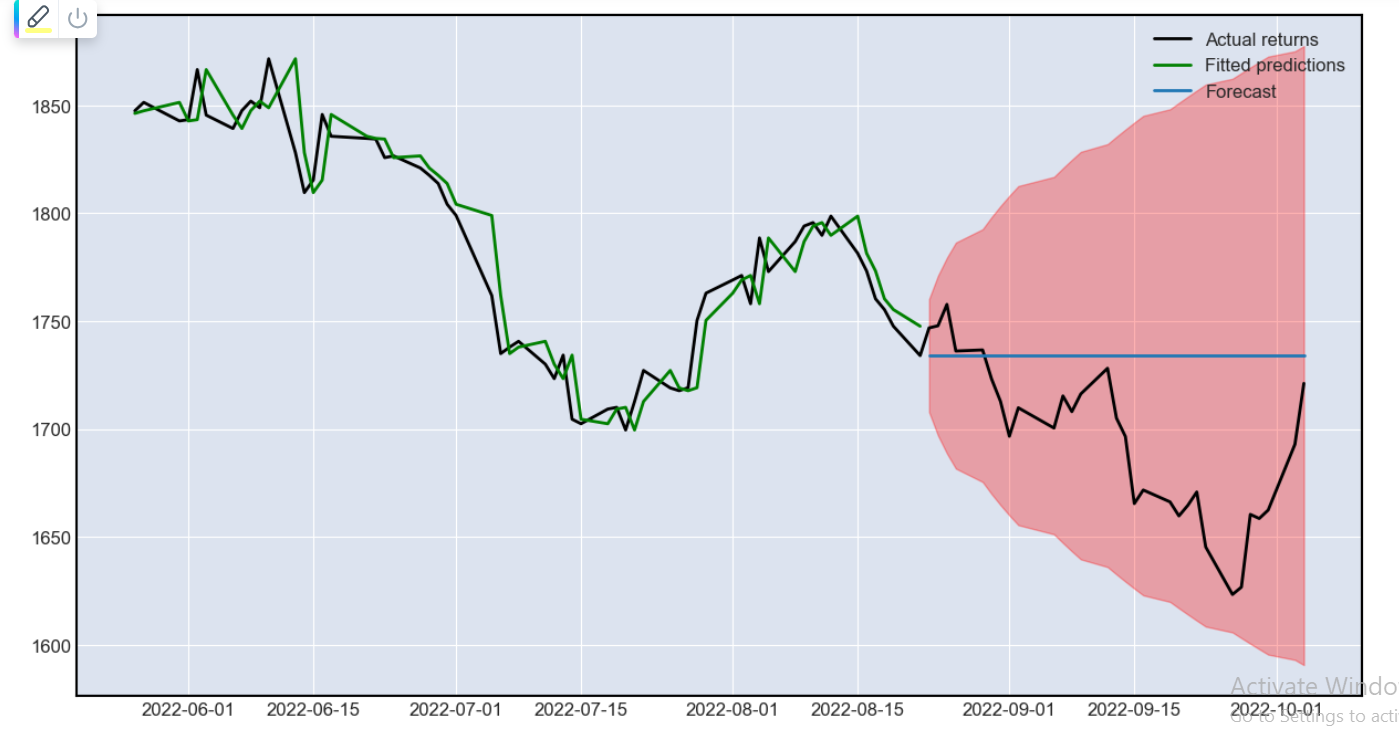 Actual returns
Fitted predictions
Forecast
1850
1800
1750
1700
1650
1600
2022-06-01 2022-06-15 2022-07-01 2022-07-15 2022-08-01 2022-08-15 2022-09-01 2022-09-15 2022-10-01
Activate Windo
Go to Settings to acti